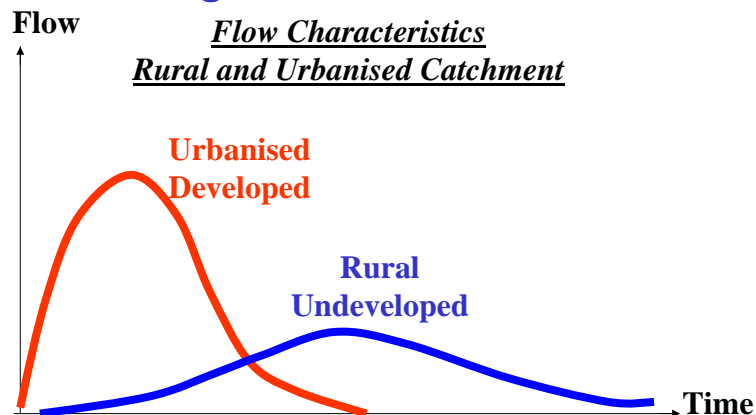 Flow
Flow Characteristics
Rural and Urbanised Catchment
Urbanised
Developed
Rural
Undeveloped
Time